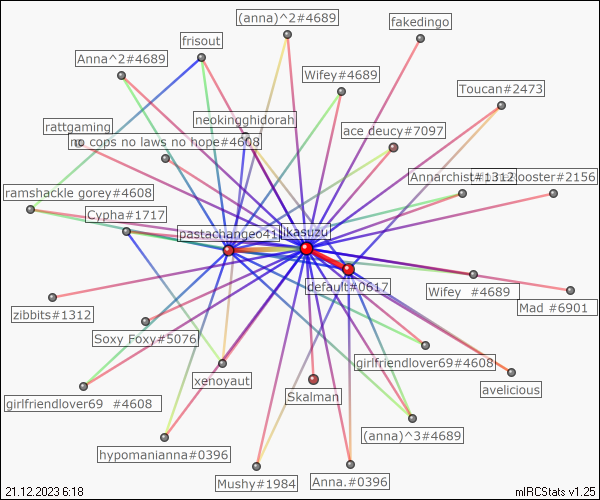 (anna)^2#4689
fakedingo
frisout
Anna^2#4689
Wifey#4689
Toucan#2473
rattgaming
neokingghidorah
no cops no laws no hope#4608
ace deucy#7097
Annarchist#1312
ooster#2156
ramshackle gorey#4608
Cypha#1717
pastachangeo41
ikasuzu
default#0617
Wifey #4689
Mad #6901
zibbits#1312
Soxy Foxy#5076
girlfriendlover69#4608
xenoyaut
Skalman
avelicious
girlfriendlover69 #4608
(anna)^3#4689
hypomanianna#0396
Mushy#1984
Anna.#0396
21.12.2023 6:18
mIRCStats v1.25